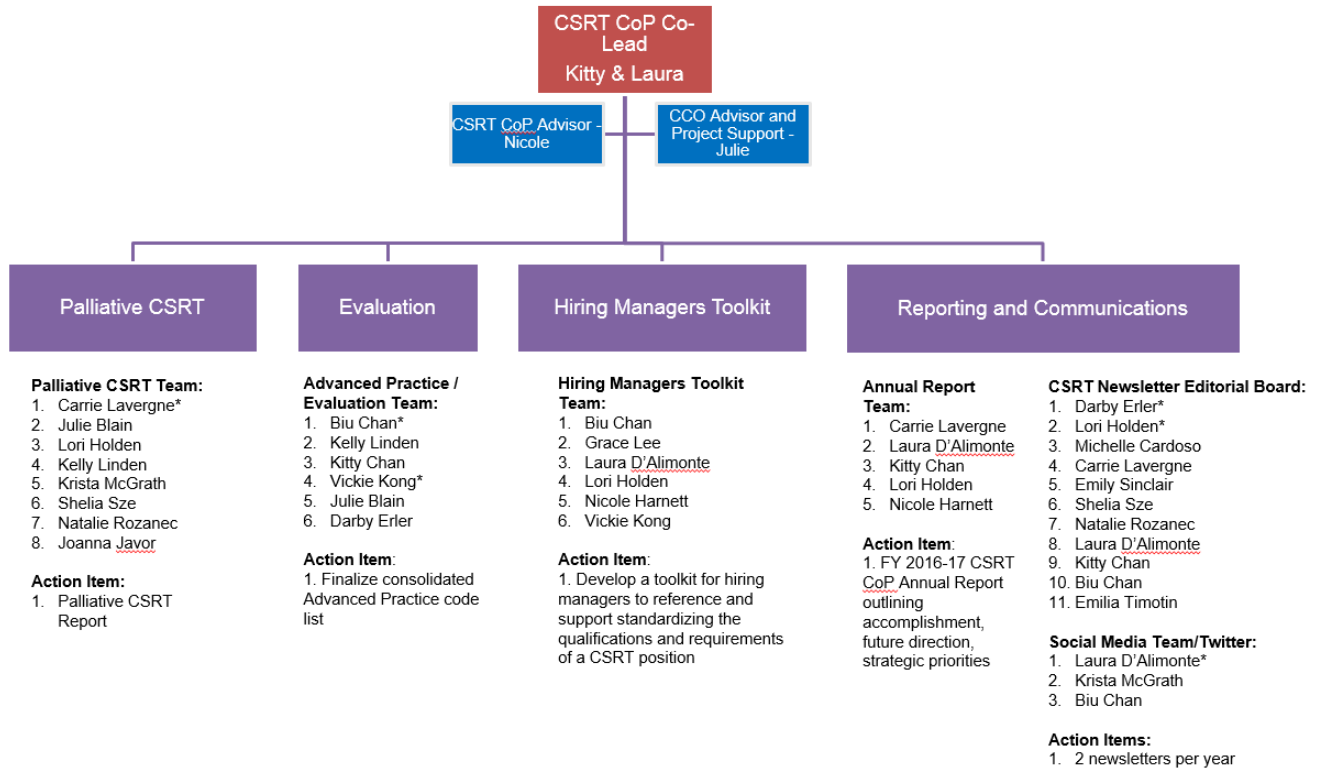 CSRT CoP Co-
Lead
Kitty & Laura
CSRT CoP Advisor -
Nicole
CCO Advisor and
Project Support -
Julie
Palliative CSRT
Evaluation
Hiring Managers Toolkit
Reporting and Communications
Palliative CSRT Team:
1. Carrie Lavergne*
2. Julie Blain
3. Lori Holden
4. Kelly Linden
5. Krista McGrath
6. Shelia Sze
7. Natalie Rozanec
8. Joanna Javor
Action Item:
1. Palliative CSRT
Report
Advanced Practice /
Evaluation Team:
1. Biu Chan*
2. Kelly Linden
3. Kitty Chan
4. Vickie Kong*
5. Julie Blain
6. Darby Erler
Action Item:
1. Finalize consolidated
Advanced Practice code
list
Hiring Managers Toolkit
Team:
1. Biu Chan
2. Grace Lee
3. Laura D'Alimonte
4. Lori Holden
5. Nicole Harnett
6. Vickie Kong
Action Item:
1. Develop a toolkit for hiring
managers to reference and
support standardizing the
qualifications and requirements
of a CSRT position
Annual Report
Team:
1. Carrie Lavergne
2. Laura D'Alimonte
3. Kitty Chan
4. Lori Holden
5. Nicole Harnett
Action Item:
1. FY 2016-17 CSRT
CoP Annual Report
outlining
accomplishment,
future direction,
strategic priorities
CSRT Newsletter Editorial Board:
1. Darby Erler*
2. Lori Holden*
3. Michelle Cardoso
4. Carrie Lavergne
5. Emily Sinclair
6. Shelia Sze
7. Natalie Rozanec
8. Laura D'Alimonte
9. Kitty Chan
10. Biu Chan
11. Emilia Timotin
Social Media Team/Twitter:
1. Laura D'Alimonte*
2. Krista McGrath
3. Biu Chan
Action Items:
1. 2 newsletters per year